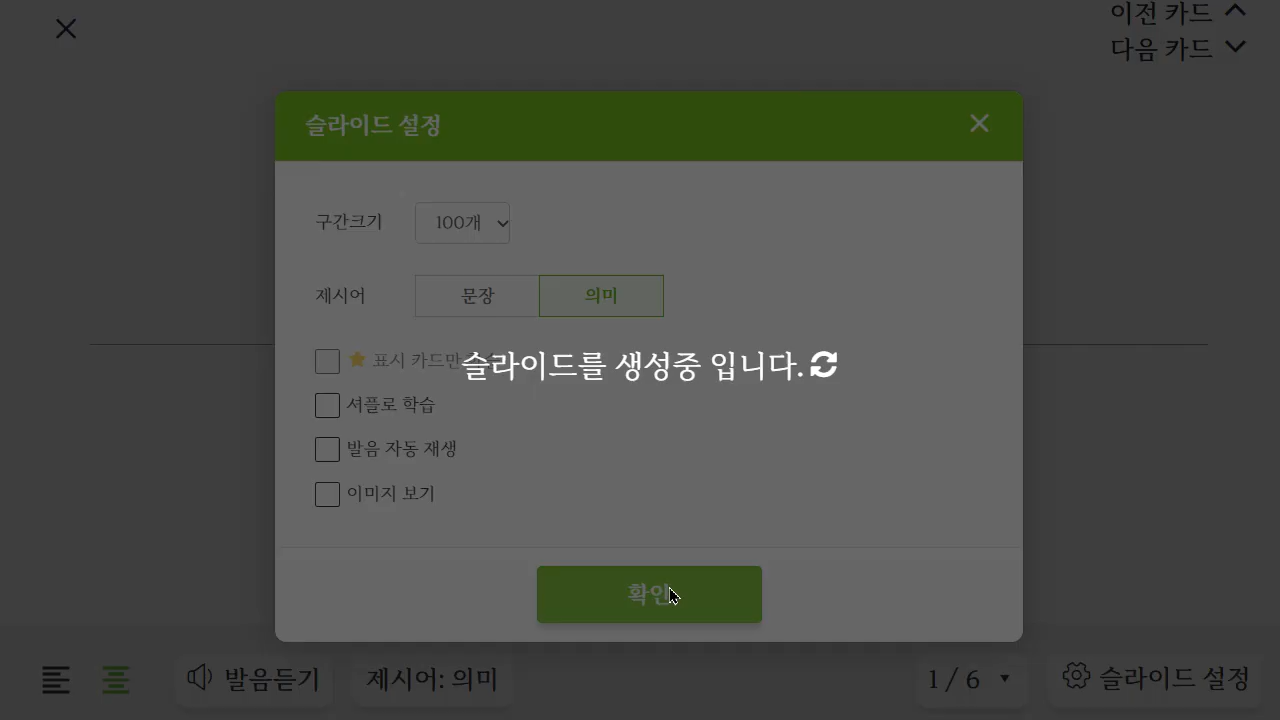 이전 카드
다음 카드
슬라이드 설정
구간크기 100개
제시어 문장 의미
표시 카드만
슬라이드를 생성중 입니다.
셔플로 학습
발음 자동 재생
이미지 보기
확인
발음듣기 제시어: 의미 1 / 6 슬라이드 설정